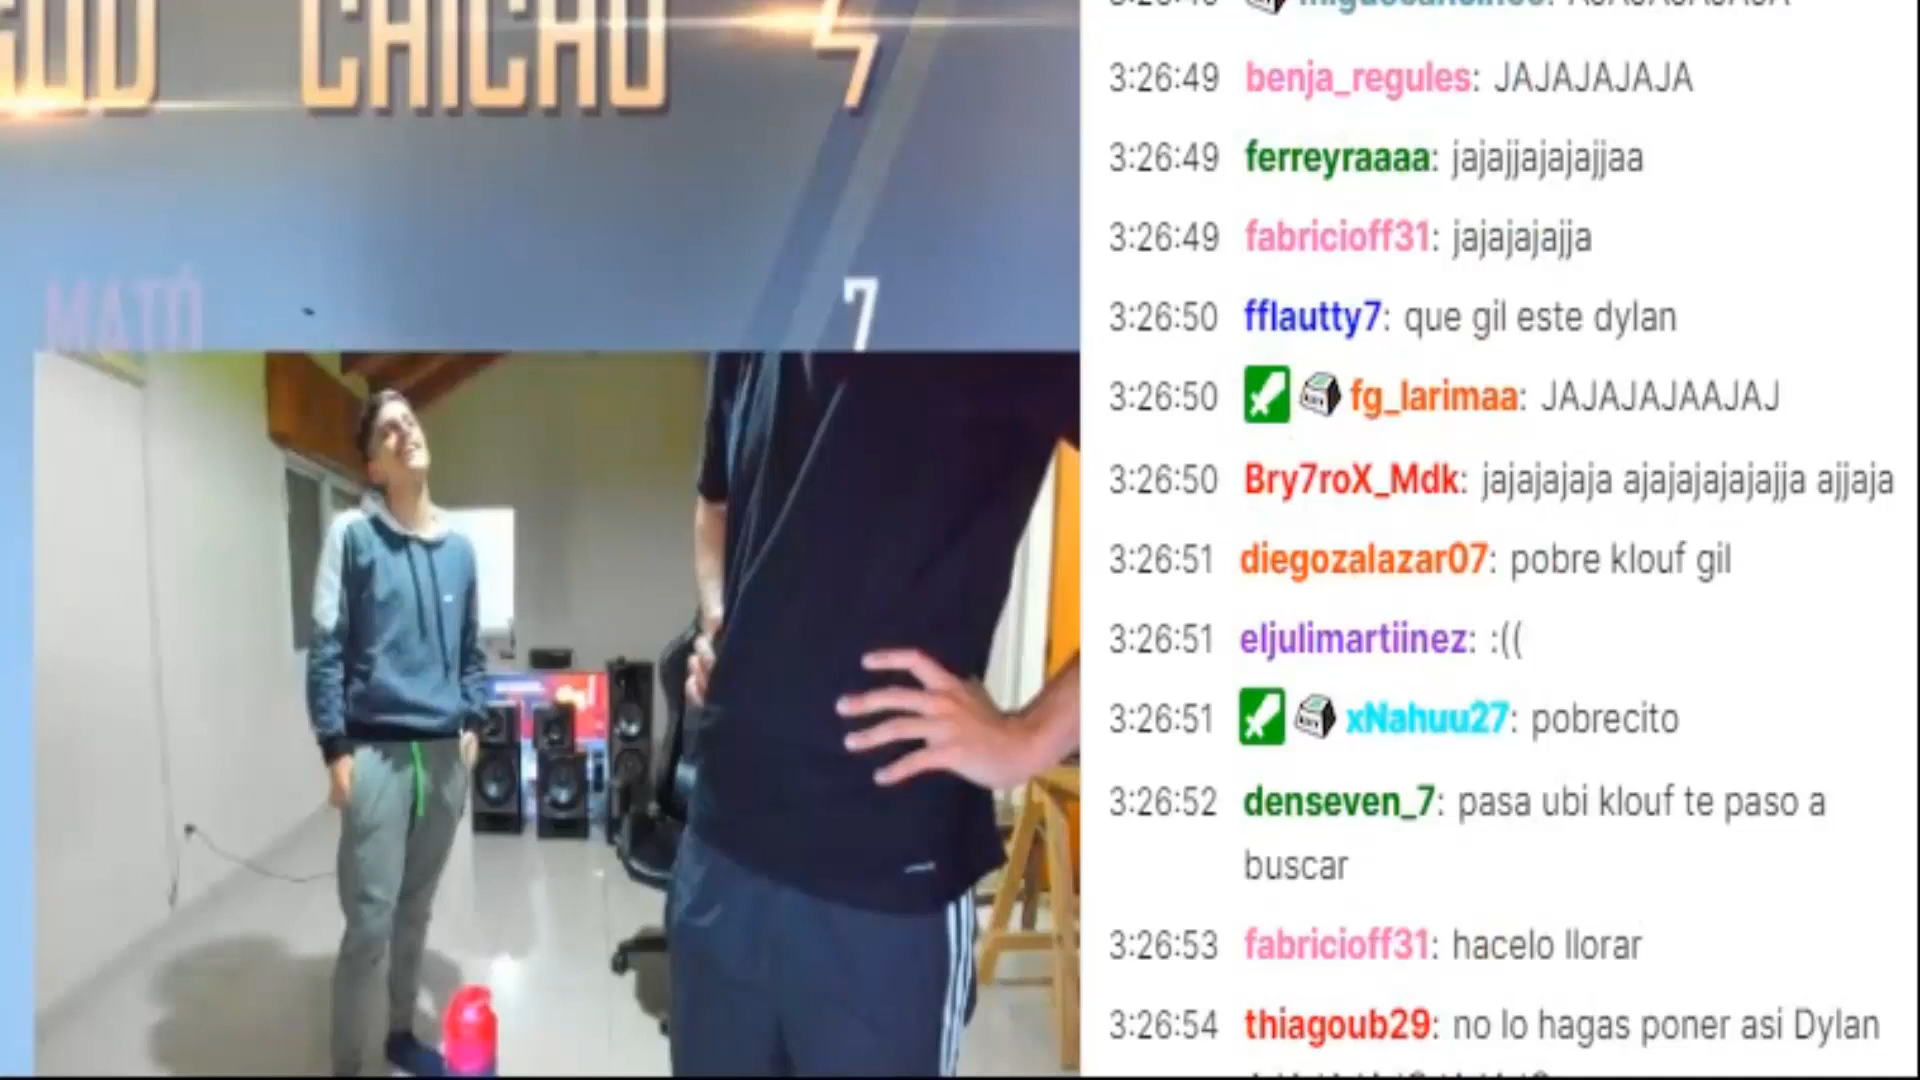 GOD CHICHO
MATÓ 7
3:26:49 benja_regules: JAJAJAJAJA
3:26:49 ferreyraaaa: jajajjajajajjaa
3:26:49 fabricioff31: jajajajajja
3:26:50 fflautty7: que gil este dylan
3:26:50 fg_larimaa: JAJAJAJAAJAJ
3:26:50 Bry7roX_Mdk: jajajajaja ajajajajajajja ajjaja
3:26:51 diegozalazar07: pobre klouf gil
3:26:51 eljulimartiinez: :((
3:26:51 xNahuu27: pobrecito
3:26:52 denseven_7: pasa ubi klouf te paso a
buscar
3:26:53 fabricioff31: hacelo llorar
3:26:54 thiagoub29: no lo hagas poner asi Dylan